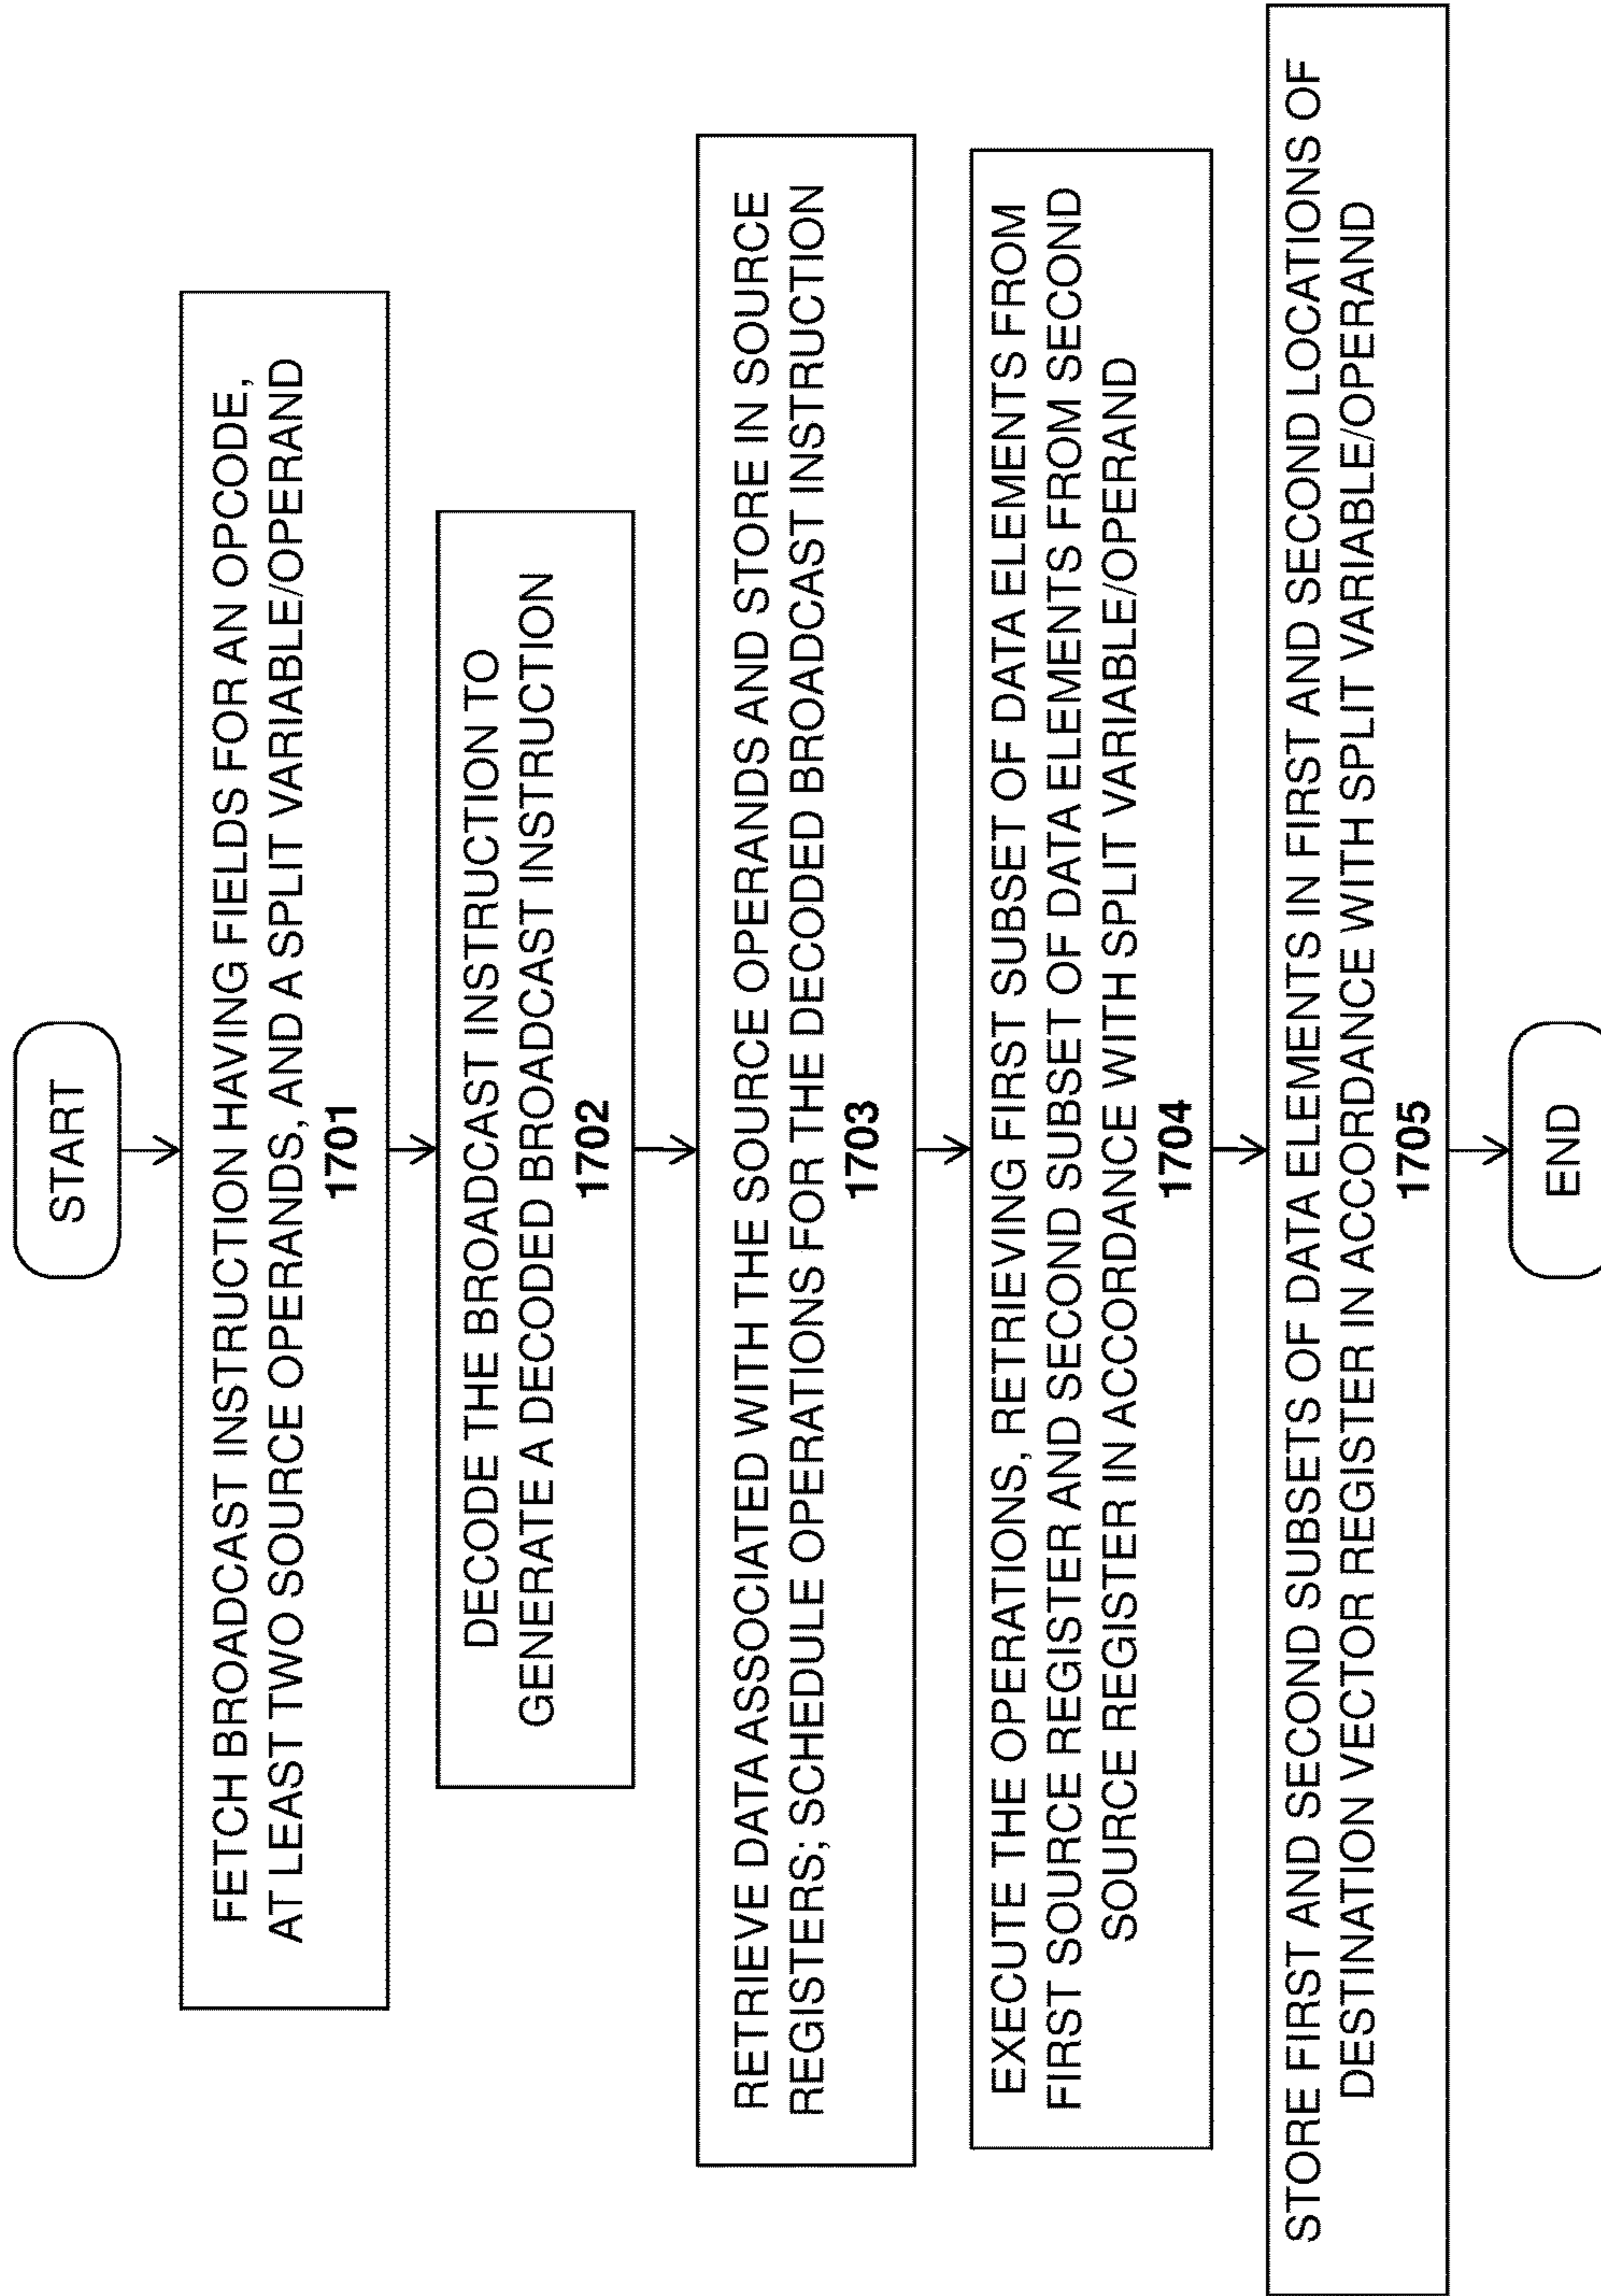 START
FETCH BROADCAST INSTRUCTION HAVING FIELDS FOR AN OPCODE,
AT LEAST TWO SOURCE OPERANDS, AND A SPLIT VARIABLE/OPERAND
1701
DECODE THE BROADCAST INSTRUCTION TO
GENERATE A DECODED BROADCAST INSTRUCTION
1702
RETRIEVE DATA ASSOCIATED WITH THE SOURCE OPERANDS AND STORE IN SOURCE
REGISTERS; SCHEDULE OPERATIONS FOR THE DECODED BROADCAST INSTRUCTION
1703
EXECUTE THE OPERATIONS, RETRIEVING FIRST SUBSET OF DATA ELEMENTS FROM
FIRST SOURCE REGISTER AND SECOND SUBSET OF DATA ELEMENTS FROM SECOND
SOURCE REGISTER IN ACCORDANCE WITH SPLIT VARIABLE/OPERAND
1704
STORE FIRST AND SECOND SUBSETS OF DATA ELEMENTS IN FIRST AND SECOND LOCATIONS OF
DESTINATION VECTOR REGISTER IN ACCORDANCE WITH SPLIT VARIABLE/OPERAND
1705
END